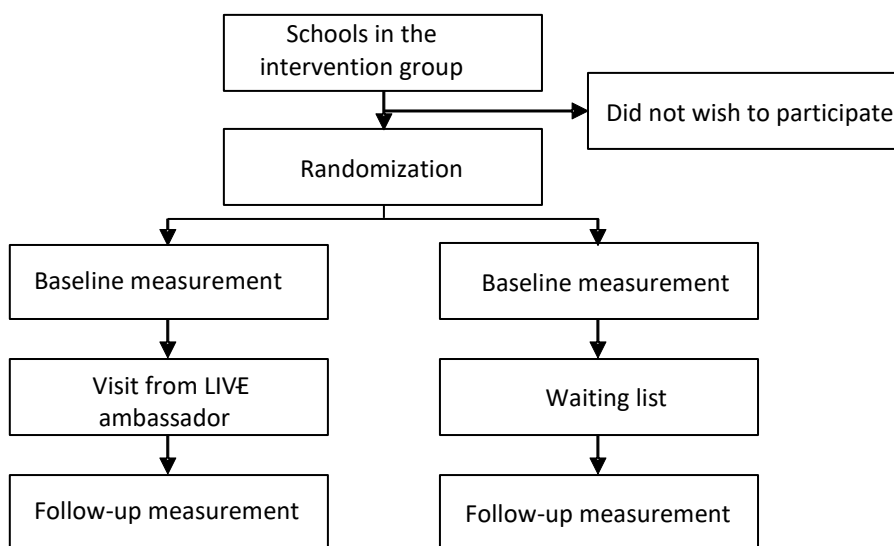 Schools in the
intervention group
Did not wish to participate
Randomization
Baseline measurement
Baseline measurement
Visit from LIVE
ambassador
Waiting list
Follow-up measurement
Follow-up measurement